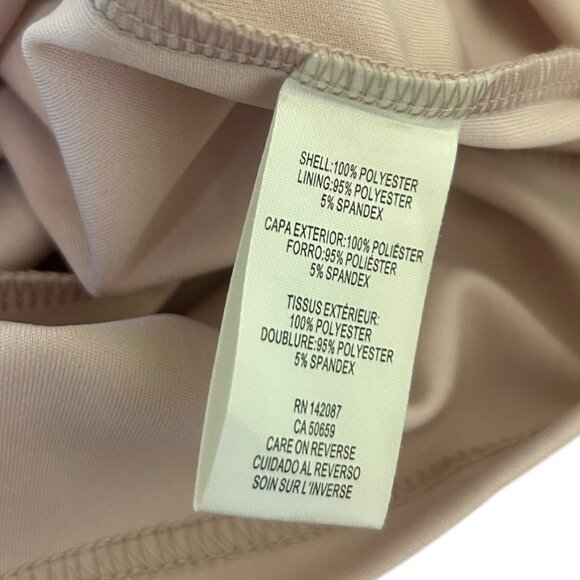 SHELL:100% POLYESTER
LINING:95% POLYESTER
5% SPANDEX
CAPA EXTERIOR:100% POLIÉSTER
FORRO:95% POLIÉSTER
5% SPANDEX
TISSUS EXTÉRIEUR:
100% POLYESTER
DOUBLURE:95% POLYESTER
5% SPANDEX
RN 142087
CA 50659
CARE ON REVERSE
CUIDADO AL REVERSO
SOIN SUR L'INVERSE